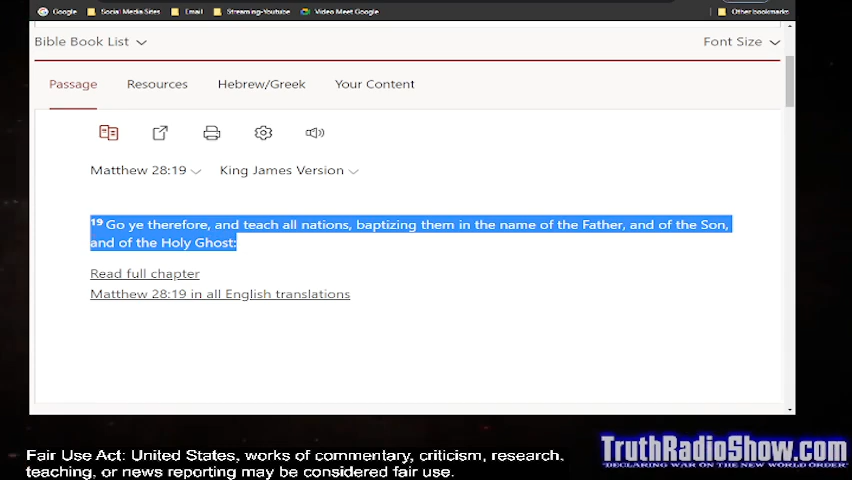 Google Social Media Sites Email Streaming-Youtube Video Meet Google Other bookmarks
Bible Book List Font Size
Passage Resources Hebrew/Greek Your Content
Matthew 28:19 King James Version
19 Go ye therefore, and teach all nations, baptizing them in the name of the Father, and of the Son,
and of the Holy Ghost:
Read full chapter
Matthew 28:19 in all English translations
Fair Use Act: United States, works of commentary, criticism, research,
teaching, or news reporting may be considered fair use.
TruthRadioShow.com
"DECLARING WAR ON THE NEW WORLD ORDER"